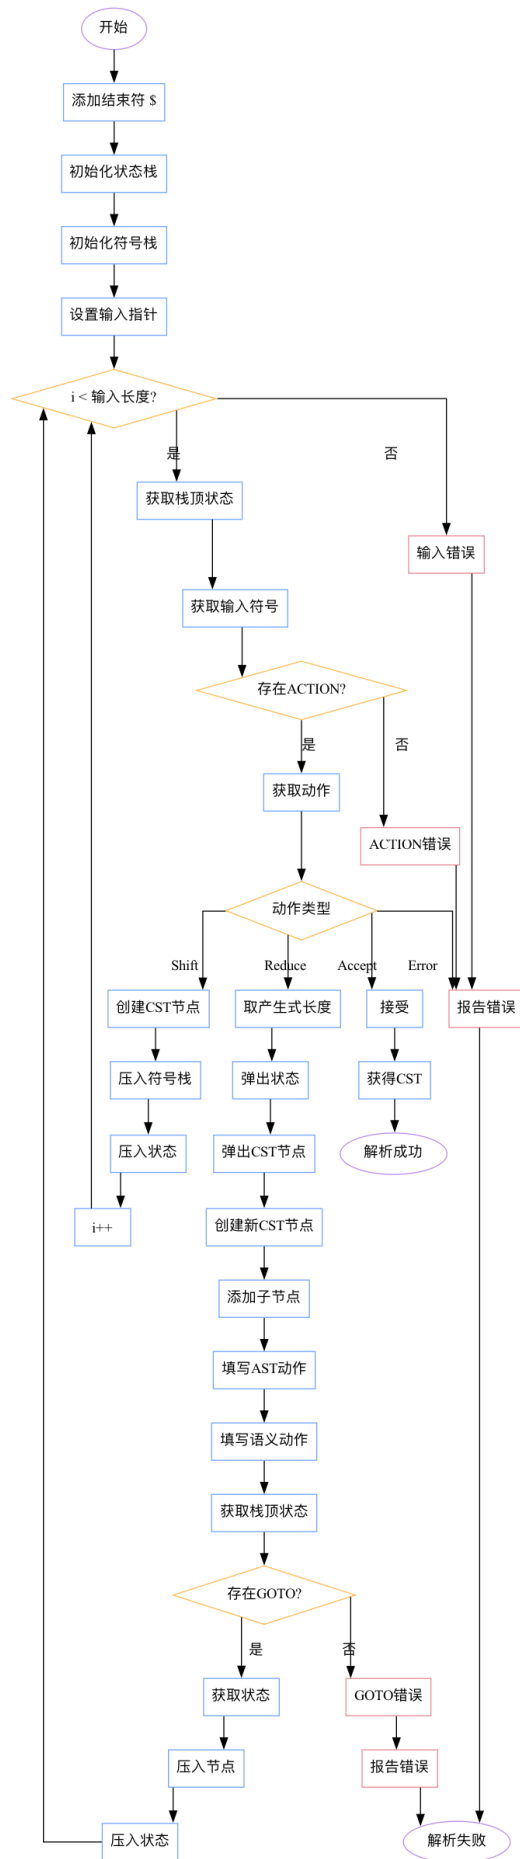 开始
添加结束符 $
初始化状态栈
初始化符号栈
设置输入指针
i < 输入长度?
是
否
获取栈顶状态
输入错误
获取输入符号
存在ACTION?
是
否
获取动作
ACTION错误
动作类型
Shift
Reduce
Accept
Error
创建CST节点
取产生式长度
接受
报告错误
压入符号栈
弹出状态
获得CST
压入状态
弹出CST节点
解析成功
i++
创建新CST节点
添加子节点
填写AST动作
填写语义动作
获取栈顶状态
存在GOTO?
是
否
获取状态
GOTO错误
压入节点
报告错误
压入状态
解析失败